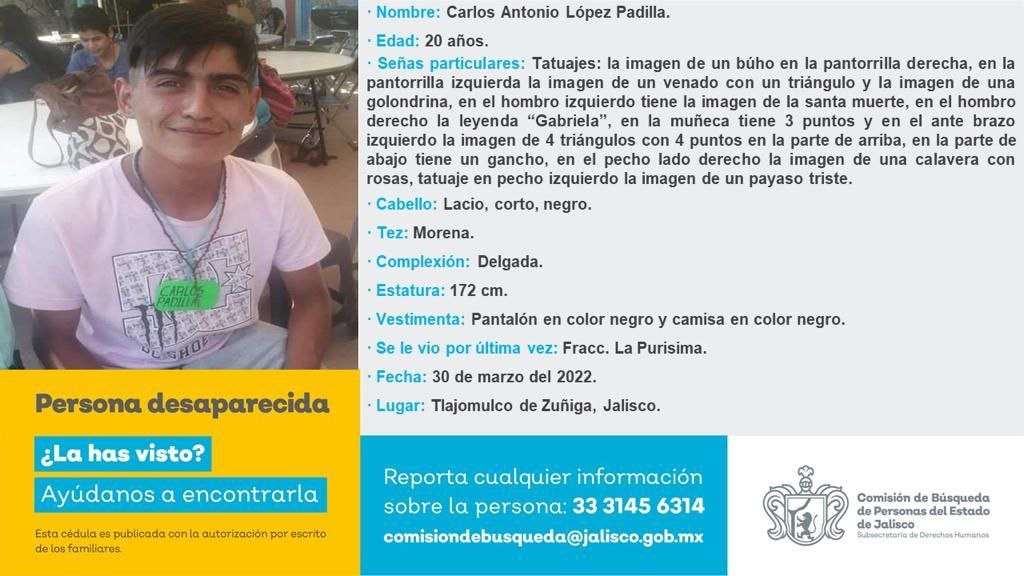 · Nombre: Carlos Antonio López Padilla.
· Edad: 20 años.
· Señas particulares: Tatuajes: la imagen de un búho en la pantorrilla derecha, en la
pantorrilla izquierda la imagen de un venado con un triángulo y la imagen de una
golondrina, en el hombro izquierdo tiene la imagen de la santa muerte, en el hombro
derecho la leyenda “Gabriela”, en la muñeca tiene 3 puntos y en el ante brazo
izquierdo la imagen de 4 triángulos con 4 puntos en la parte de arriba, en la parte de
abajo tiene un gancho, en el pecho lado derecho la imagen de una calavera con
rosas, tatuaje en pecho izquierdo la imagen de un payaso triste.
· Cabello: Lacio, corto, negro.
· Tez: Morena.
· Complexión: Delgada.
· Estatura: 172 cm.
· Vestimenta: Pantalón en color negro y camisa en color negro.
· Se le vio por última vez: Fracc. La Purisima.
· Fecha: 30 de marzo del 2022.
· Lugar: Tlajomulco de Zuñiga, Jalisco.
CARLOS
PADILLA
DC SHOE
Persona desaparecida
¿La has visto?
Ayúdanos a encontrarla
Esta cédula es publicada con la autorización por escrito
de los familiares.
Reporta cualquier información
sobre la persona: 33 3145 6314
comisiondebusqueda@jalisco.gob.mx
Comisión de Búsqueda
de Personas del Estado
de Jalisco
Subsecretaría de Derechos Humanos